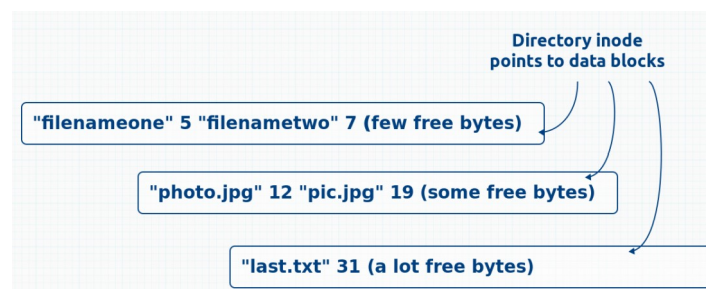 Directory inode
points to data blocks
"filenameone" 5 "filenametwo" 7 (few free bytes)
"photo.jpg" 12 "pic.jpg" 19 (some free bytes)
"last.txt" 31 (a lot free bytes)